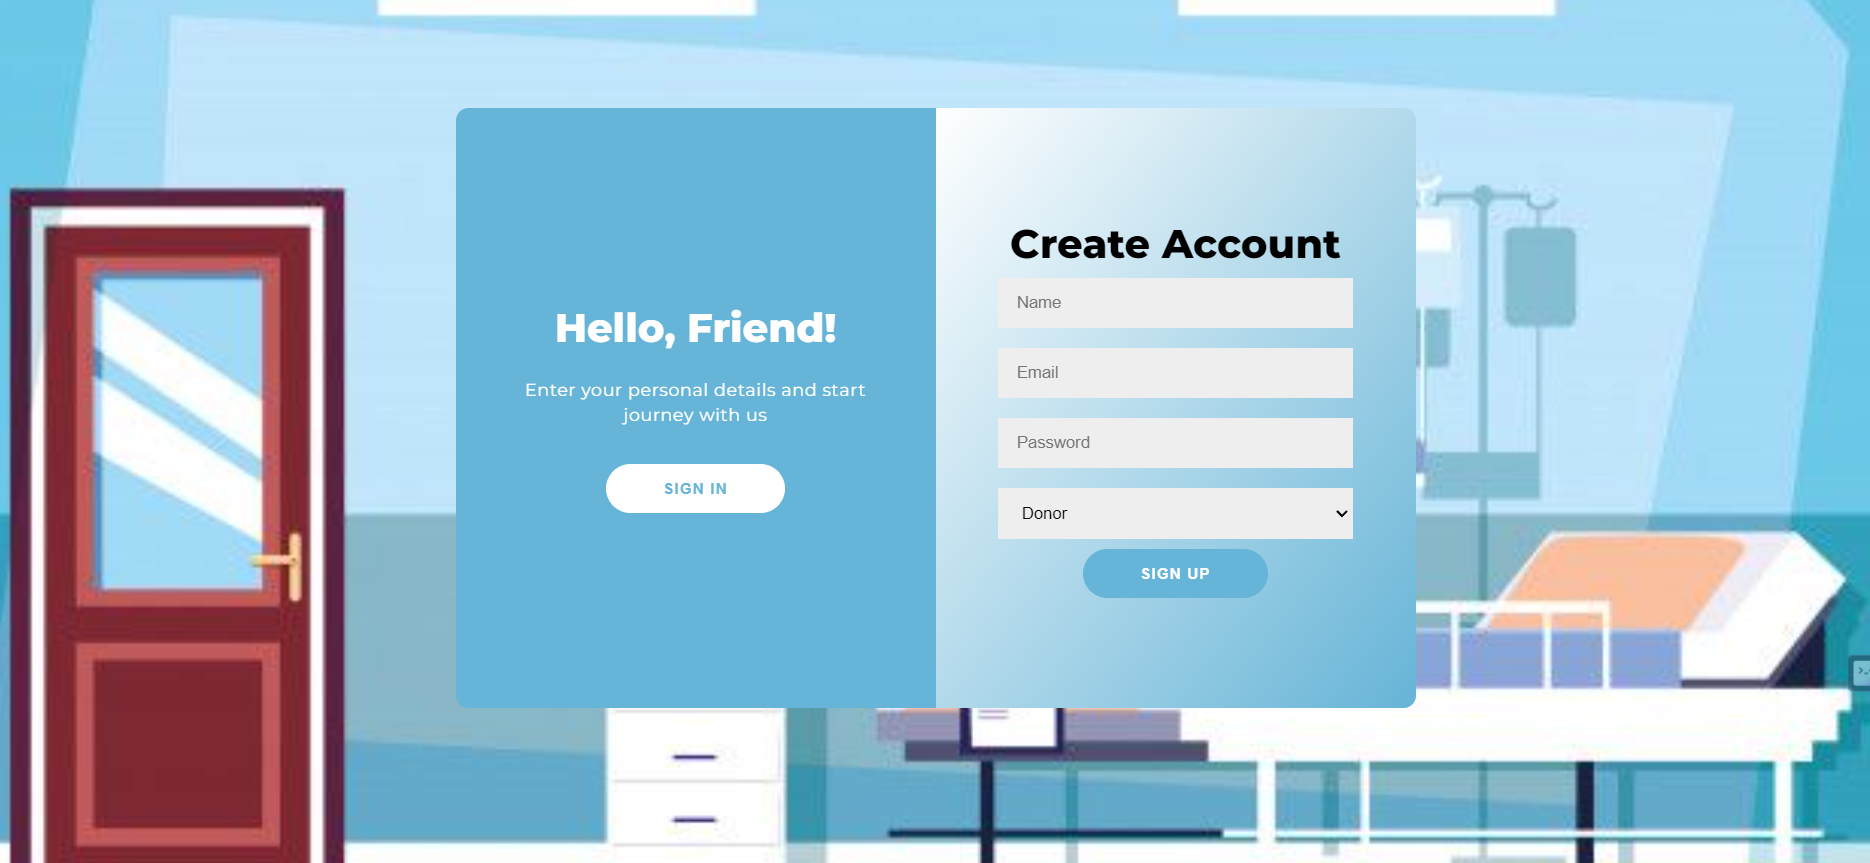 Hello, Friend!
Enter your personal details and start
journey with us
SIGN IN
Create Account
Name
Email
Password
Donor
SIGN UP